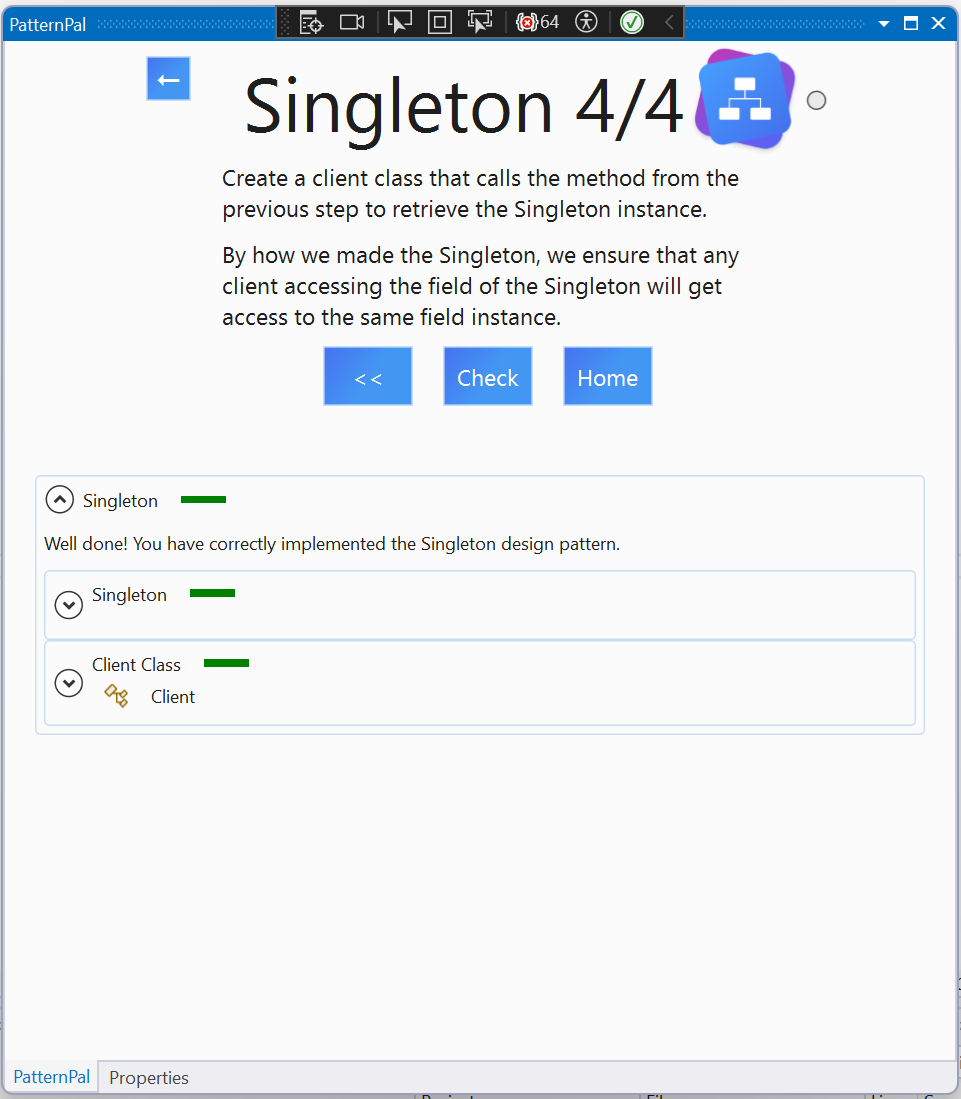 PatternPal
64
Singleton 4/4
Create a client class that calls the method from the
previous step to retrieve the Singleton instance.
By how we made the Singleton, we ensure that any
client accessing the field of the Singleton will get
access to the same field instance.
<< Check Home
Singleton
Well done! You have correctly implemented the Singleton design pattern.
Singleton
Client Class
Client
PatternPal Properties